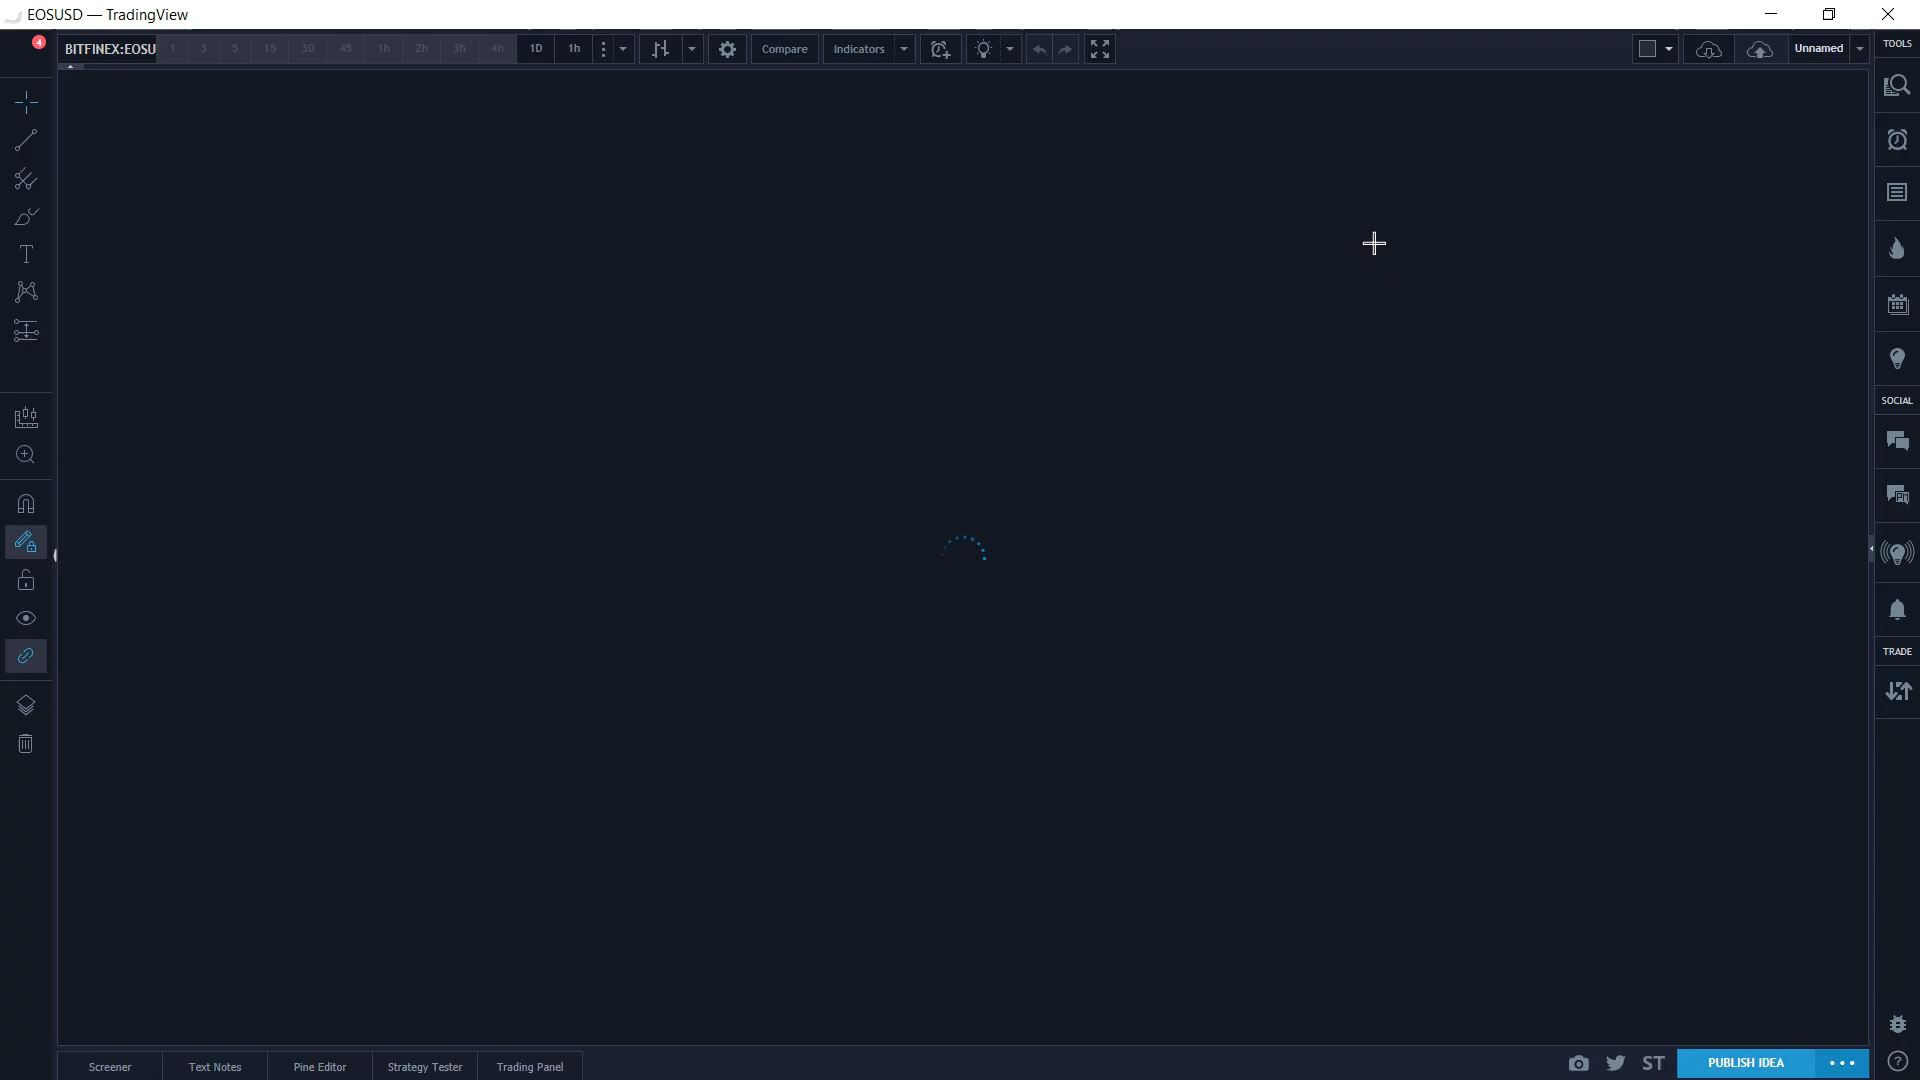 EOSUSD — TradingView
4
BITFINEX:EOSU 1 3 5 15 30 45 1h 2h 3h 4h 1D 1h Compare Indicators Unnamed
TOOLS
T
SOCIAL
TRADE
Screener Text Notes Pine Editor Strategy Tester Trading Panel ST PUBLISH IDEA ...